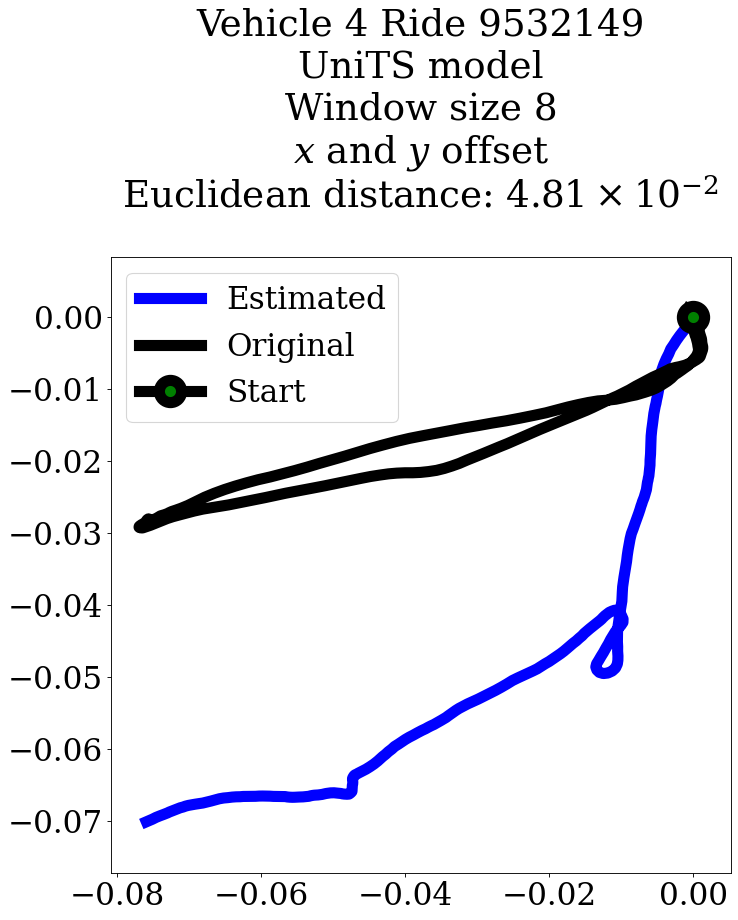 Vehicle 4 Ride 9532149
UniTS model
Window size 8
x and y offset
Euclidean distance: 4.81 × 10⁻²
Estimated
Original
Start
0.00
−0.01
−0.02
−0.03
−0.04
−0.05
−0.06
−0.07
−0.08 −0.06 −0.04 −0.02 0.00